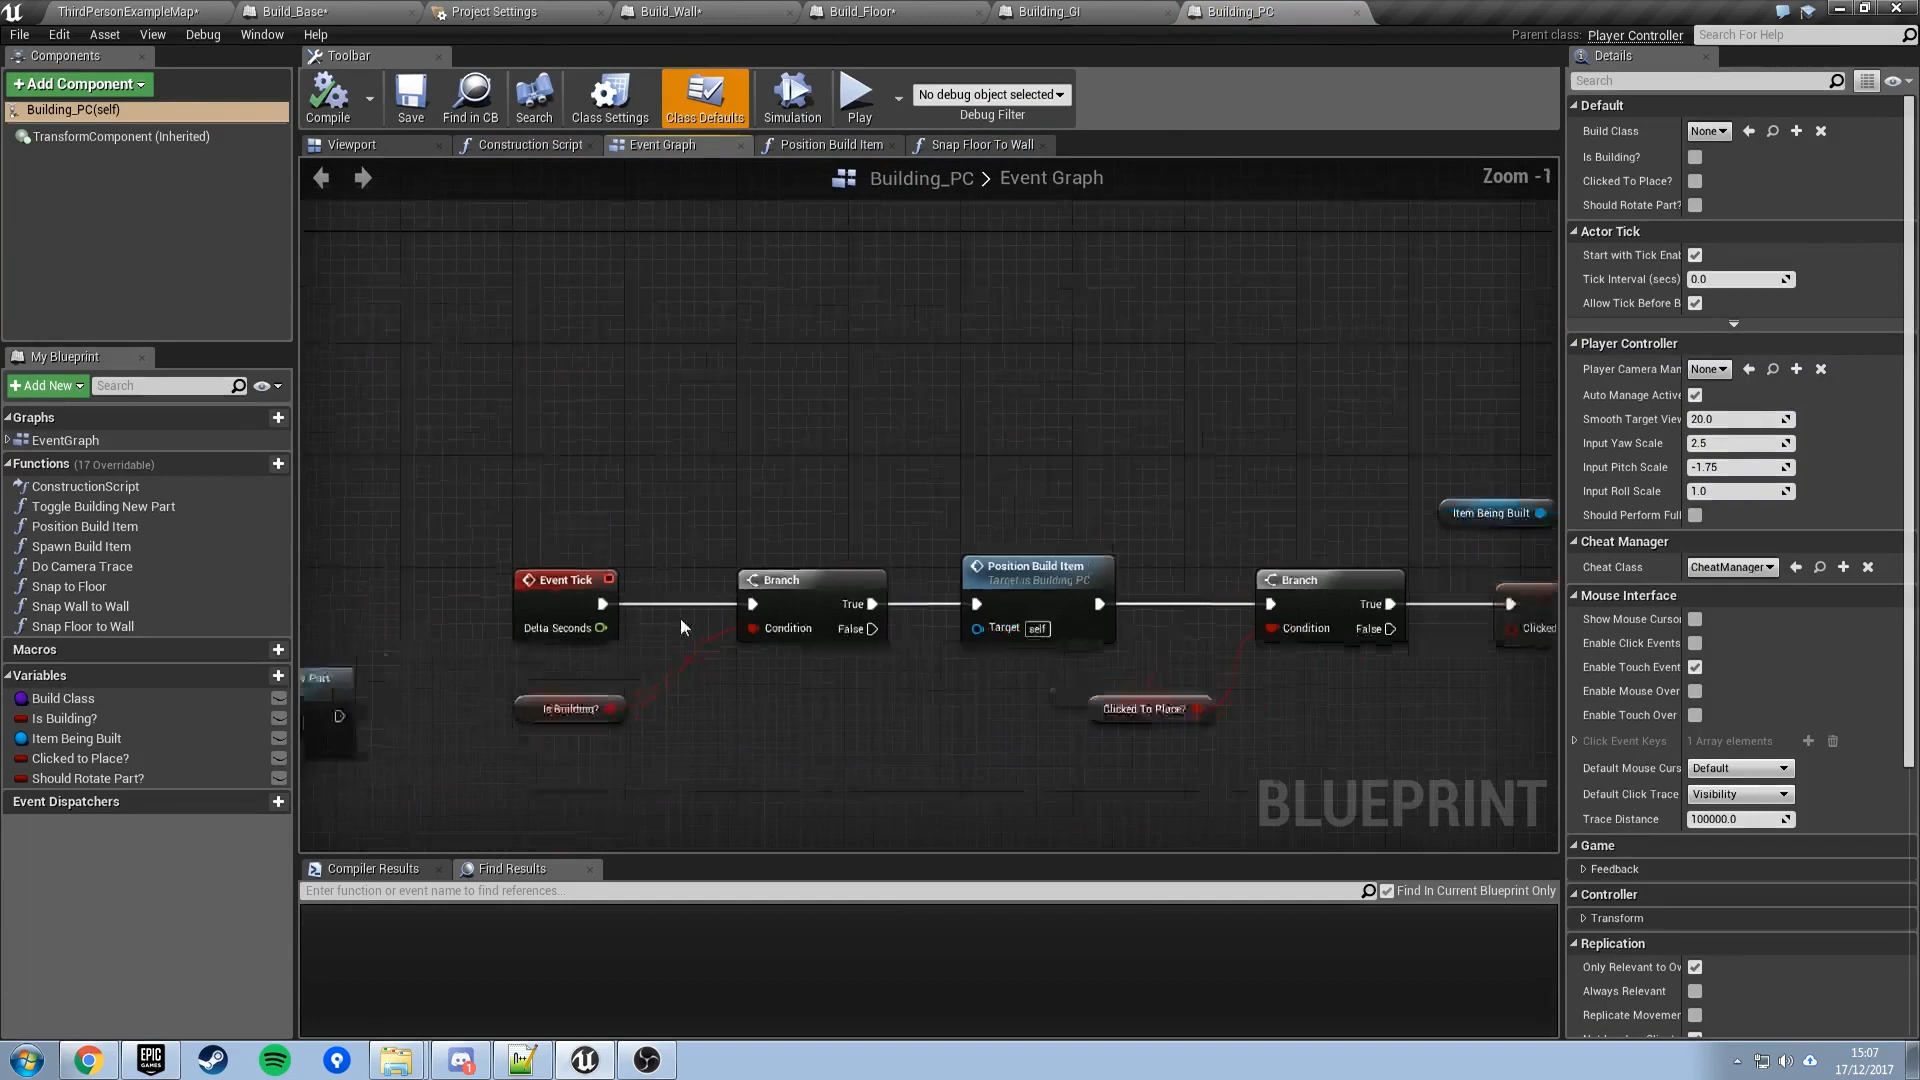 ThirdPersonExampleMap*
Build_Base*
Project Settings
Build_Wall*
Build_Floor*
Building_GI
Building_PC
File Edit Asset View Debug Window Help
Parent class: Player Controller
Search For Help
Components
Toolbar
Details
+ Add Component
Building_PC(self)
TransformComponent (Inherited)
Compile
Save
Find in CB
Search
Class Settings
Class Defaults
Simulation
Play
No debug object selected
Debug Filter
Viewport
Construction Script
Event Graph
Position Build Item
Snap Floor To Wall
Building_PC > Event Graph
Zoom -1
My Blueprint
+ Add New
Search
Graphs
EventGraph
Functions (17 Overridable)
ConstructionScript
Toggle Building New Part
Position Build Item
Spawn Build Item
Do Camera Trace
Snap to Floor
Snap Wall to Wall
Snap Floor to Wall
Macros
Variables
Build Class
Is Building?
Item Being Built
Clicked to Place?
Should Rotate Part?
Event Dispatchers
Item Being Built
Event Tick
Delta Seconds
Branch
Condition
True
False
Position Build Item
Target is Building PC
Target self
Branch
Condition
True
False
Clicked
Part
Is Building?
Clicked To Place?
BLUEPRINT
Compiler Results
Find Results
Enter function or event name to find references...
Find In Current Blueprint Only
Search
Default
Build Class None
Is Building?
Clicked To Place?
Should Rotate Part?
Actor Tick
Start with Tick Enal
Tick Interval (secs) 0.0
Allow Tick Before B
Player Controller
Player Camera Man None
Auto Manage Active
Smooth Target View 20.0
Input Yaw Scale 2.5
Input Pitch Scale -1.75
Input Roll Scale 1.0
Should Perform Full
Cheat Manager
Cheat Class CheatManager
Mouse Interface
Show Mouse Cursor
Enable Click Events
Enable Touch Event
Enable Mouse Over
Enable Touch Over
Click Event Keys 1 Array elements
Default Mouse Curs Default
Default Click Trace Visibility
Trace Distance 100000.0
Game
Feedback
Controller
Transform
Replication
Only Relevant to Ow
Always Relevant
Replicate Movemen
EPIC
GAMES
1
15:07
17/12/2017